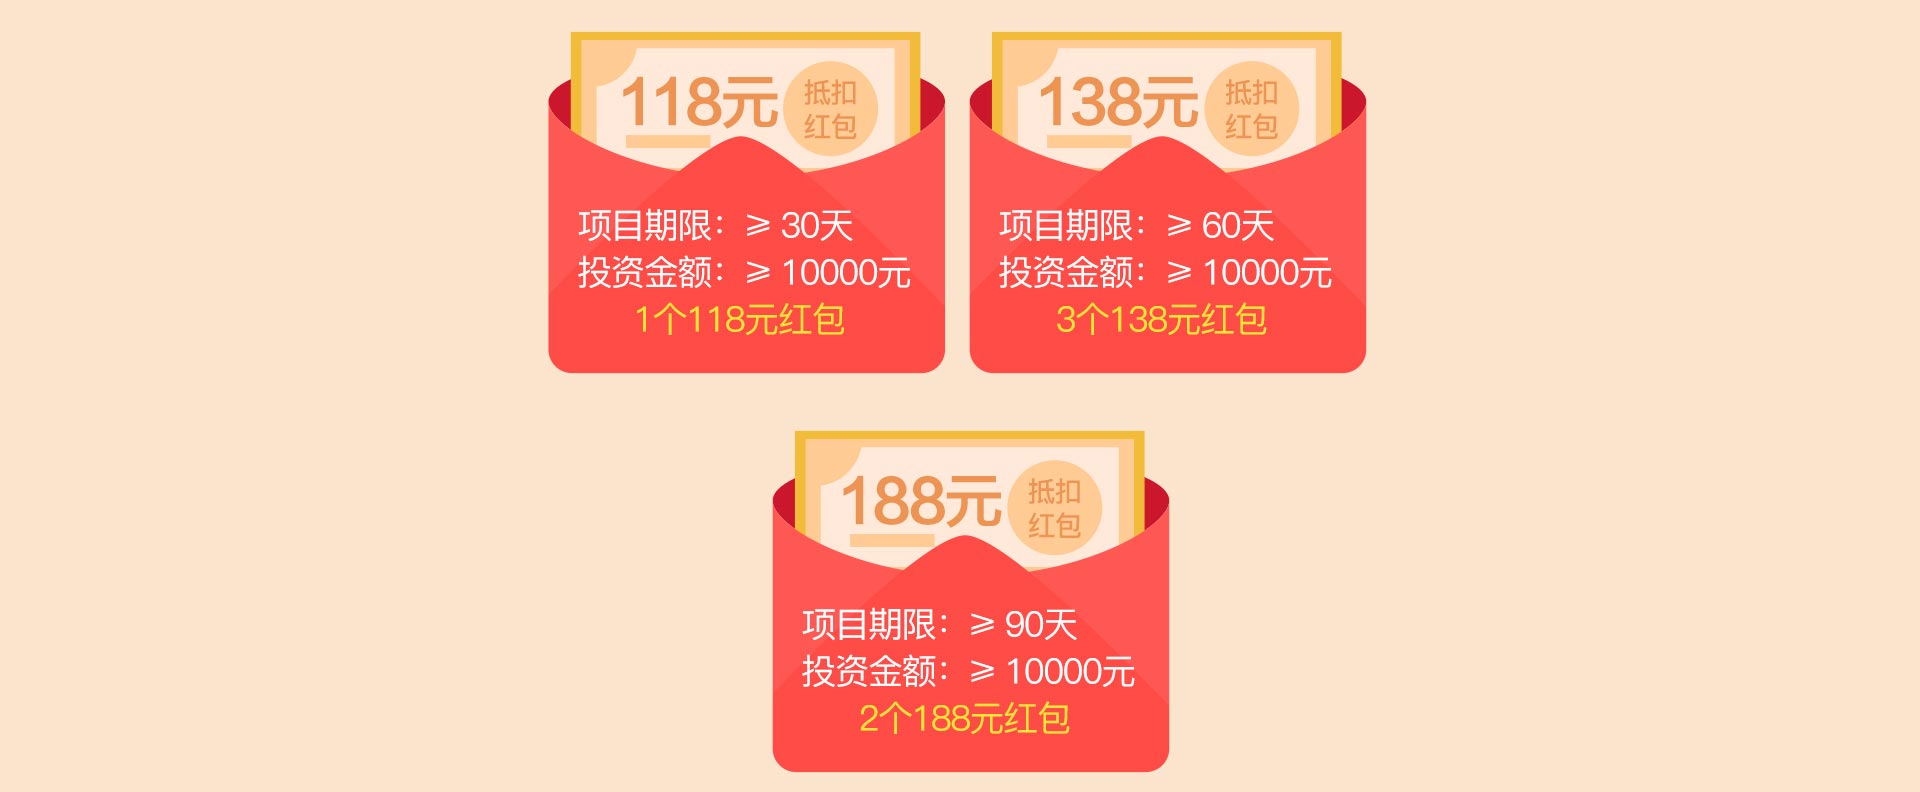 118元
抵扣
红包
项目期限：≥ 30天
投资金额：≥ 10000元
1个118元红包
138元
抵扣
红包
项目期限：≥ 60天
投资金额：≥ 10000元
3个138元红包
188元
抵扣
红包
项目期限：≥ 90天
投资金额：≥ 10000元
2个188元红包